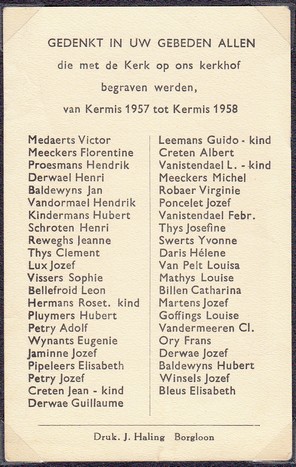 GEDENKT IN UW GEBEDEN ALLEN
die met de Kerk op ons kerkhof
begraven werden,
van Kermis 1957 tot Kermis 1958
Medaerts Victor
Meeckers Florentine
Proesmans Hendrik
Derwael Henri
Baldewyns Jan
Vandormael Hendrik
Kindermans Hubert
Schroten Henri
Reweghs Jeanne
Thys Clement
Lux Jozef
Vissers Sophie
Bellefroid Leon
Hermans Roset. kind
Pluymers Hubert
Petry Adolf
Wynants Eugenie
Jaminne Jozef
Pipeleers Elisabeth
Petry Jozef
Creten Jean - kind
Derwae Guillaume
Leemans Guido - kind
Creten Albert
Vanistendael L. - kind
Meeckers Michel
Robaer Virginie
Poncelet Jozef
Vanistendael Febr.
Thys Josefine
Swerts Yvonne
Daris Hélene
Van Pelt Louisa
Mathys Louise
Billen Catharina
Martens Jozef
Goffings Louise
Vandermeeren Cl.
Ory Frans
Derwae Jozef
Baldewyns Hubert
Winsels Jozef
Bleus Elisabeth
Druk. J. Haling Borgloon